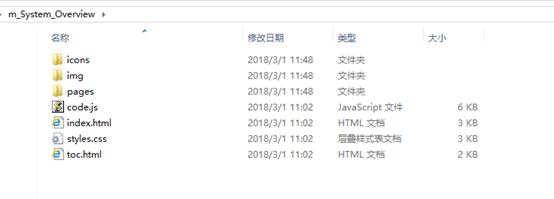 m_System_Overview
名称 修改日期 类型 大小
icons 2018/3/1 11:48 文件夹
img 2018/3/1 11:48 文件夹
pages 2018/3/1 11:48 文件夹
code.js 2018/3/1 11:02 JavaScript 文件 6 KB
index.html 2018/3/1 11:02 HTML 文档 3 KB
styles.css 2018/3/1 11:02 层叠样式表文档 3 KB
toc.html 2018/3/1 11:02 HTML 文档 2 KB